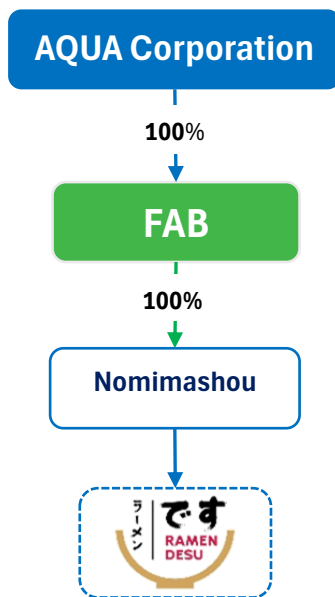 AQUA Corporation
100%
FAB
100%
Nomimashou
ラーメン
です
RAMEN
DESU